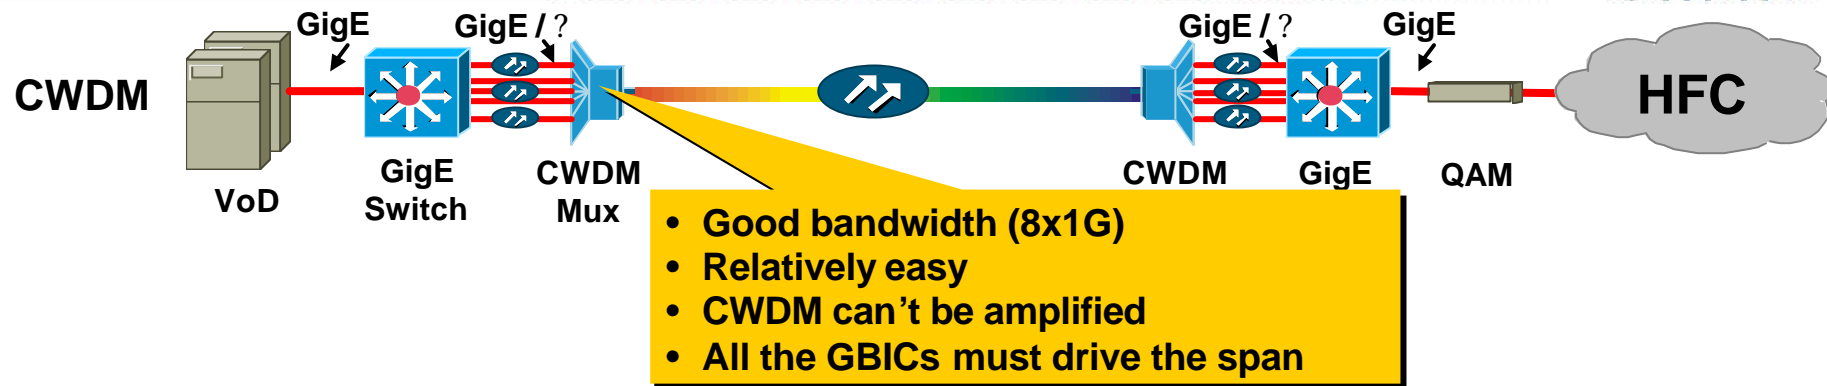 GigE
GigE / ?
GigE / ?
GigE
CWDM
HFC
VoD
GigE
Switch
CWDM
Mux
CWDM
GigE
QAM
• Good bandwidth (8x1G)
• Relatively easy
• CWDM can’t be amplified
• All the GBICs must drive the span